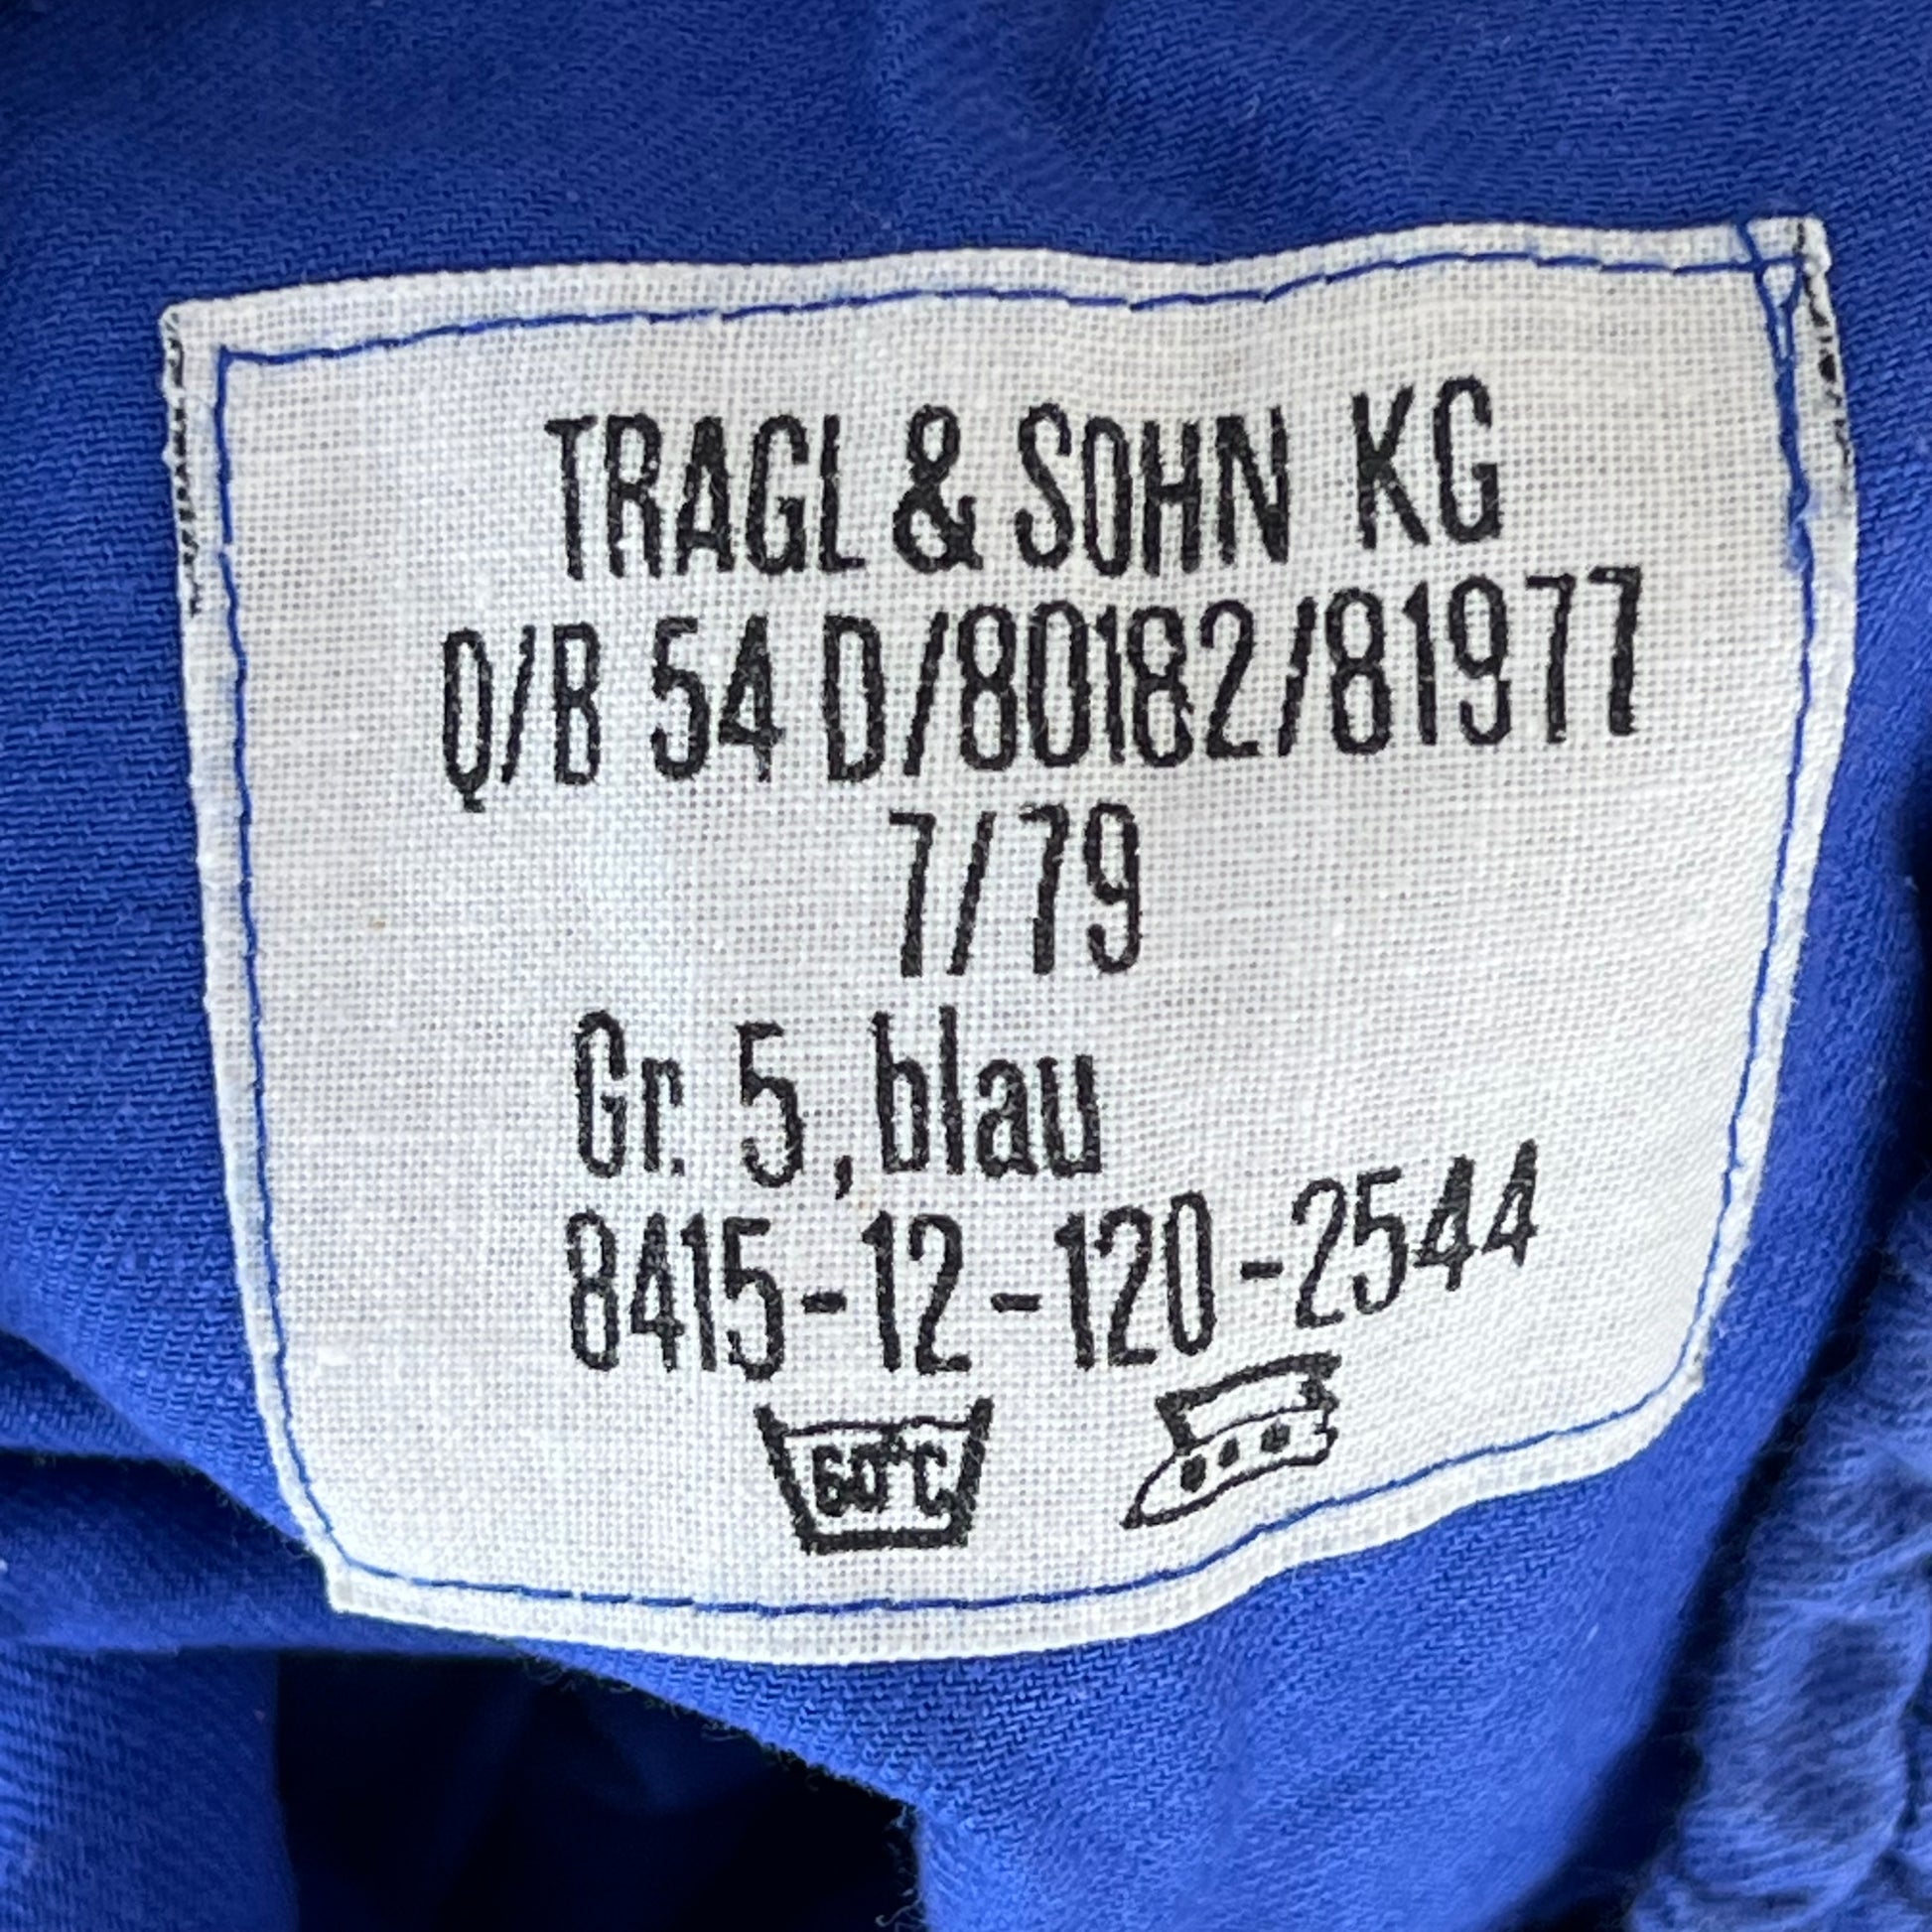 TRAGL & SOHN KG
Q/B 54 D/80182/81977
7/79
Gr. 5, blau
8415-12-120-2544
60°C